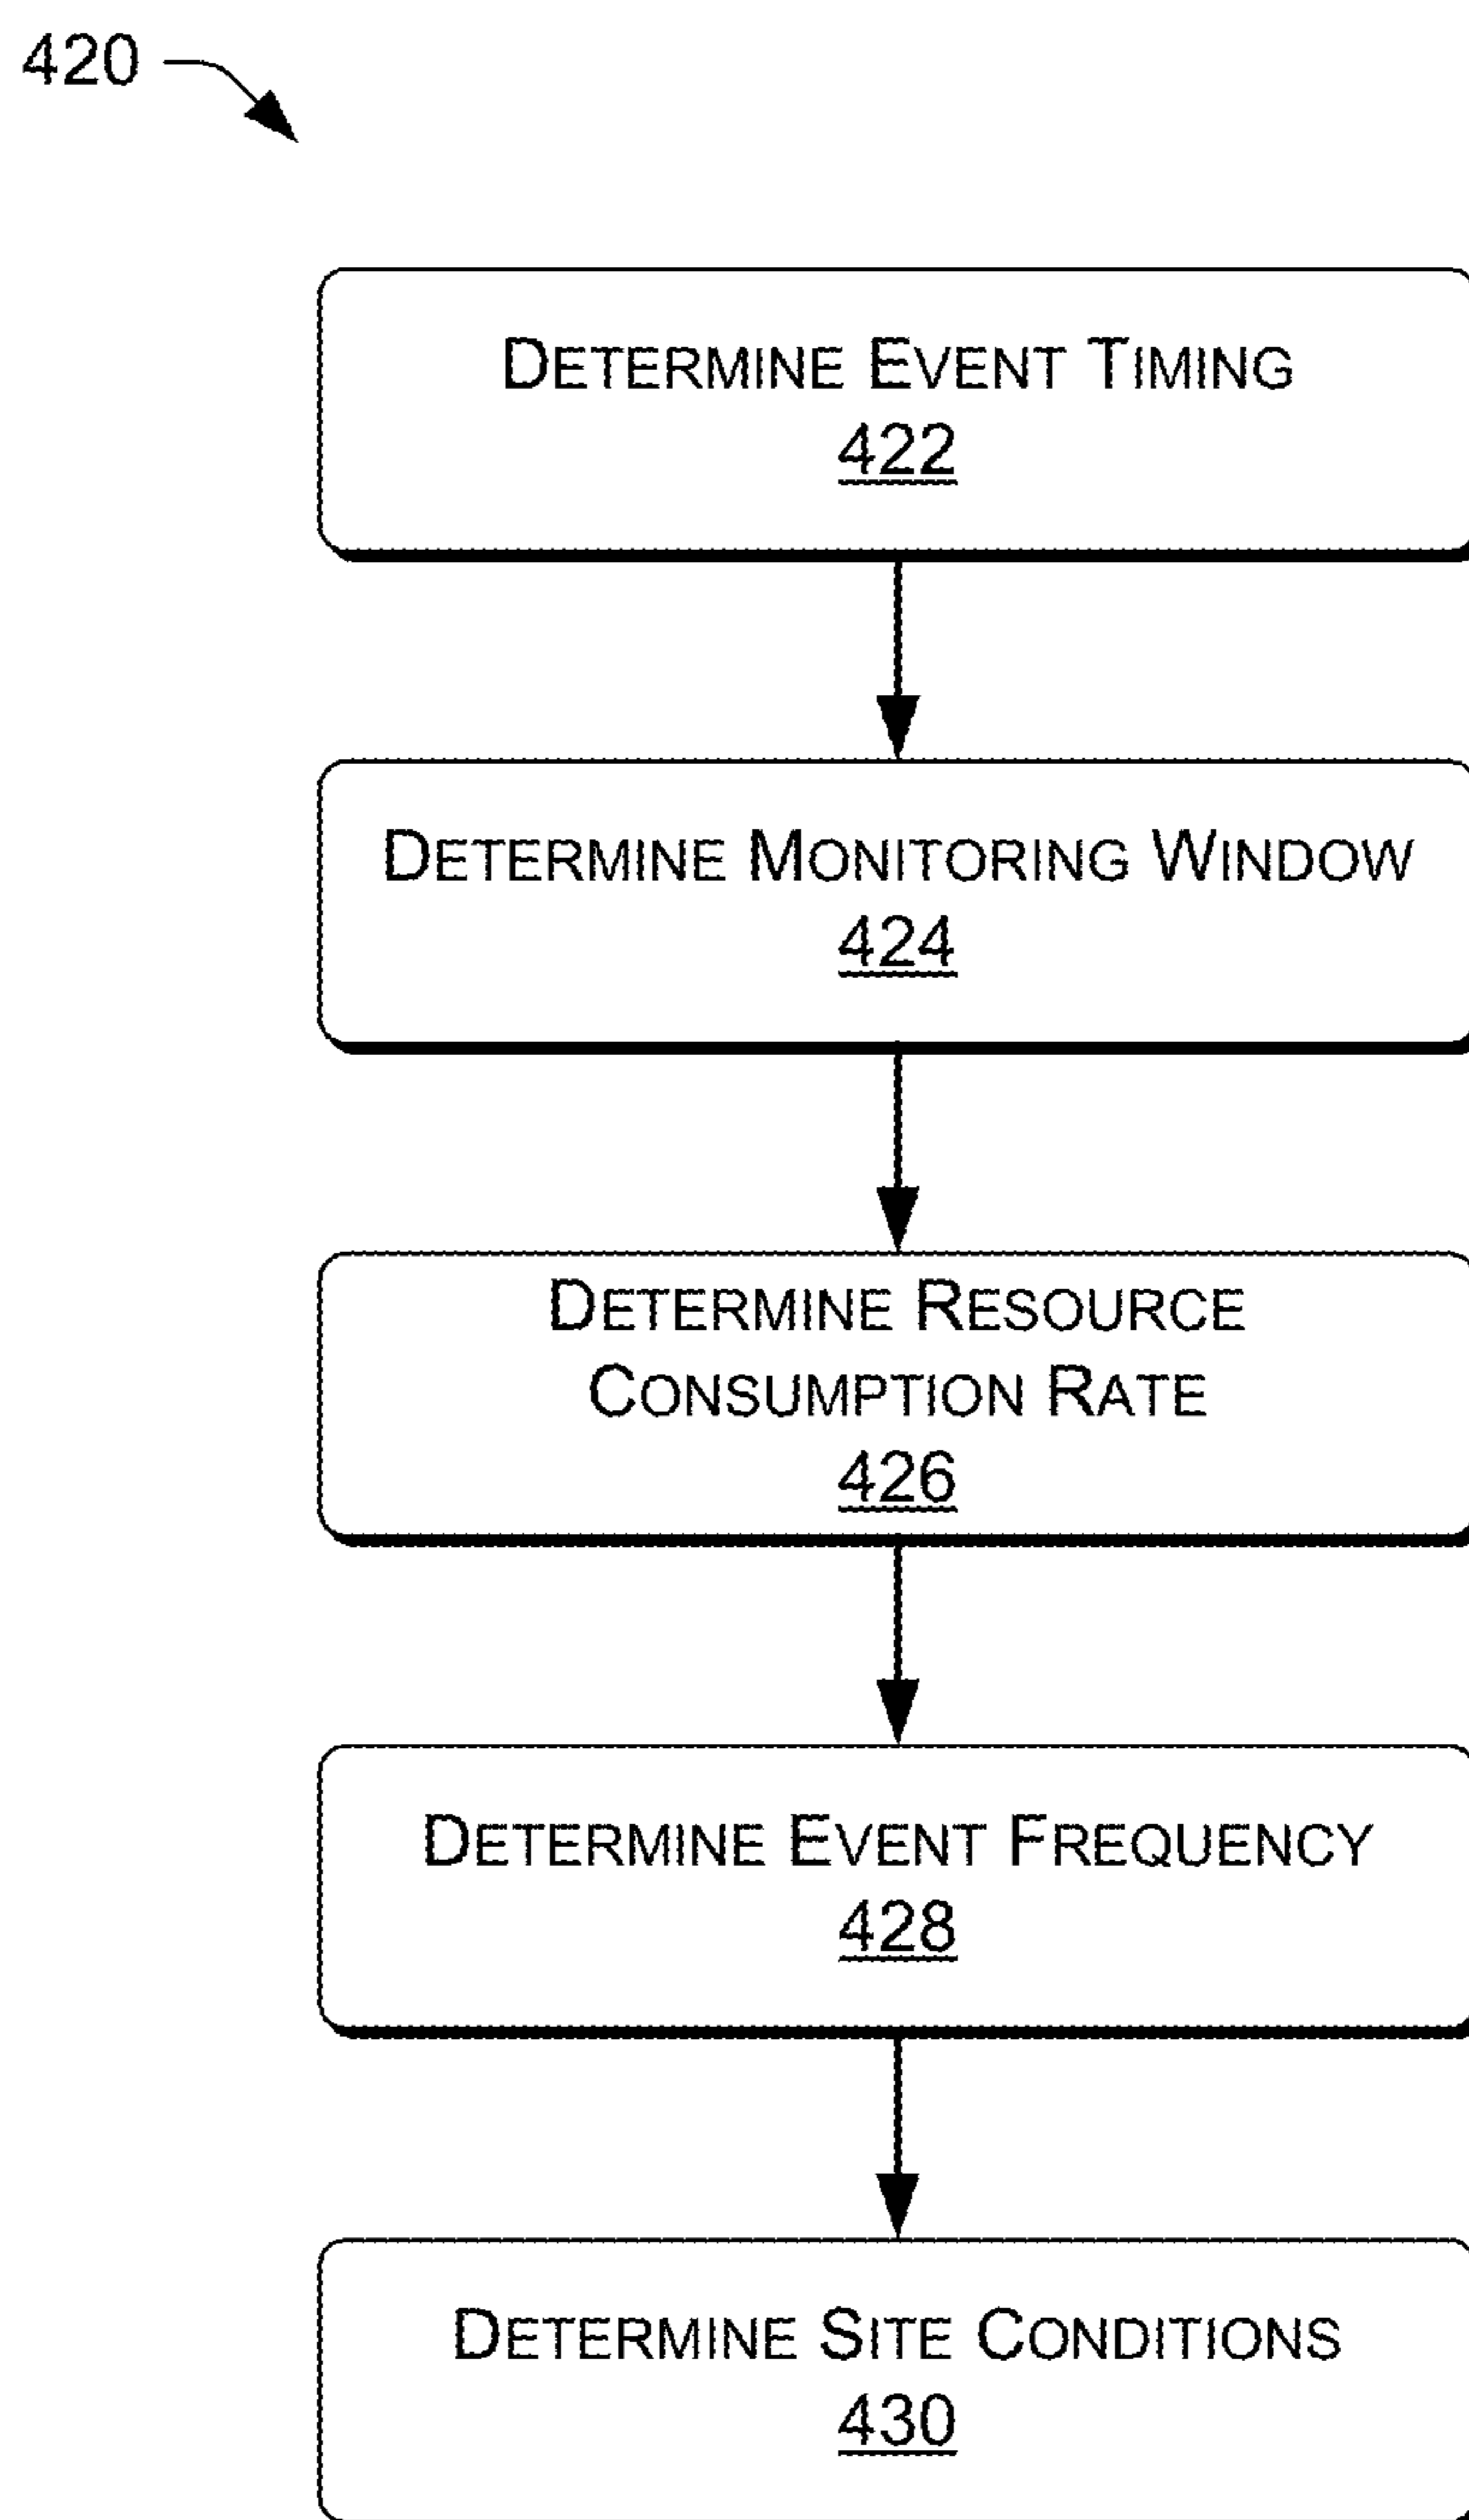 420
DETERMINE EVENT TIMING
422
DETERMINE MONITORING WINDOW
424
DETERMINE RESOURCE
CONSUMPTION RATE
426
DETERMINE EVENT FREQUENCY
428
DETERMINE SITE CONDITIONS
430